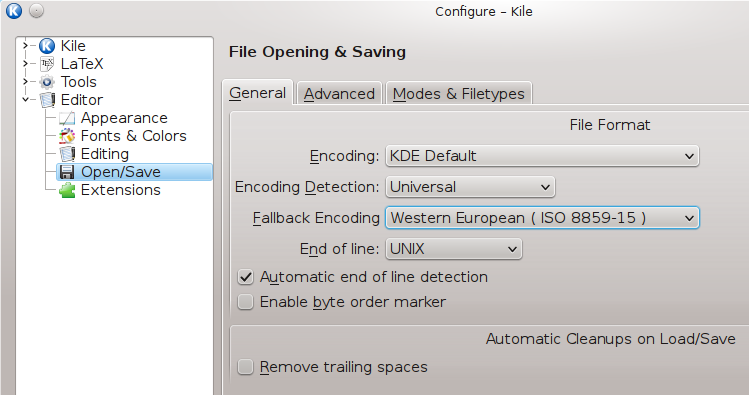 Configure – Kile
Kile
LaTeX
Tools
Editor
Appearance
Fonts & Colors
Editing
Open/Save
Extensions
File Opening & Saving
General Advanced Modes & Filetypes
File Format
Encoding: KDE Default
Encoding Detection: Universal
Fallback Encoding Western European ( ISO 8859-15 )
End of line: UNIX
Automatic end of line detection
Enable byte order marker
Automatic Cleanups on Load/Save
Remove trailing spaces